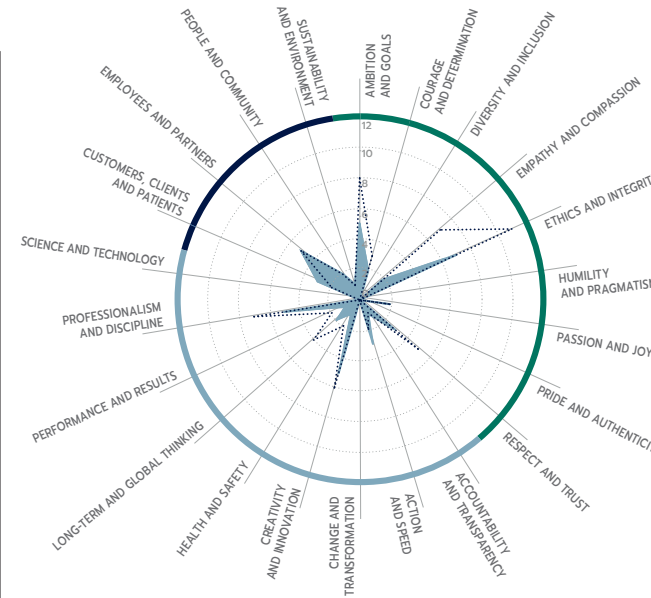 AMBITION
AND GOALS
COURAGE
AND DETERMINATION
DIVERSITY AND INCLUSION
EMPATHY AND COMPASSION
ETHICS AND INTEGRIT
HUMILITY
AND PRAGMATISM
PASSION AND JOY
PRIDE AND AUTHENTICI
RESPECT AND TRUST
ACCOUNTABILITY
AND TRANSPARENCY
ACTION
AND SPEED
CHANGE AND
TRANSFORMATION
CREATIVITY
AND INNOVATION
HEALTH AND SAFETY
LONG-TERM AND GLOBAL THINKING
PERFORMANCE AND RESULTS
PROFESSIONALISM
AND DISCIPLINE
SCIENCE AND TECHNOLOGY
CUSTOMERS, CLIENTS
AND PATIENTS
EMPLOYEES AND PARTNERS
PEOPLE AND COMMUNITY
SUSTAINABILITY
AND ENVIRONMENT
12
10
8
6
4